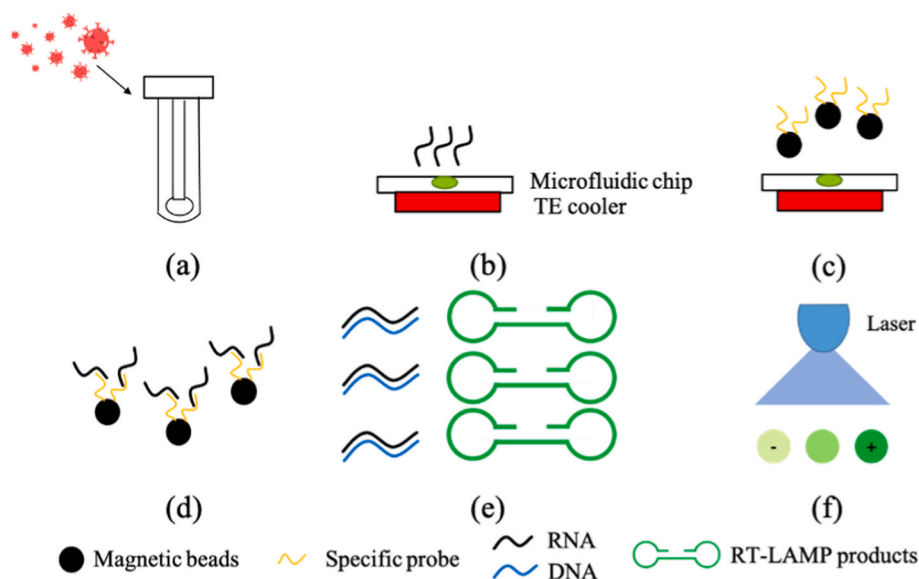 Microfluidic chip
TE cooler
(a)
(b)
(c)
Laser
-
+
(d)
(e)
(f)
Magnetic beads
Specific probe
RNA
DNA
RT-LAMP products